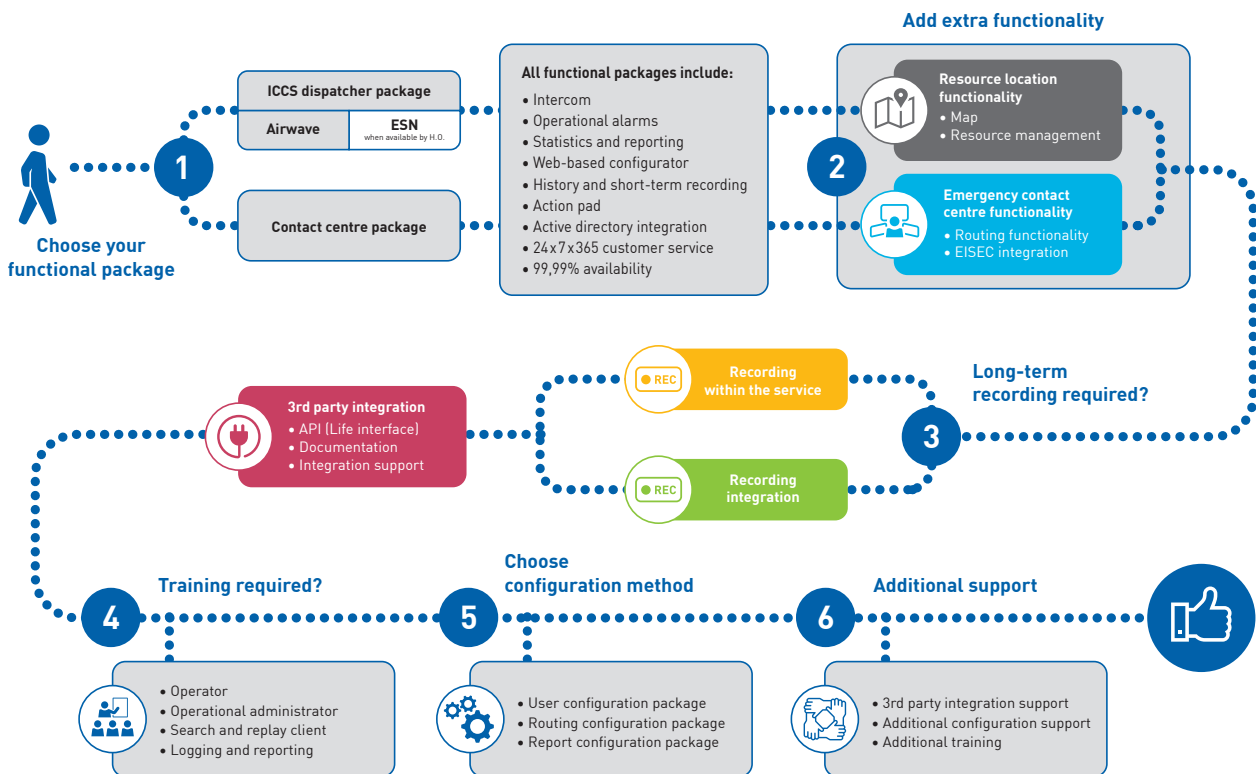 Add extra functionality
1
Choose your
functional package
ICCS dispatcher package
Airwave
ESN
when available by H.O.
Contact centre package
All functional packages include:
• Intercom
• Operational alarms
• Statistics and reporting
• Web-based configurator
• History and short-term recording
• Action pad
• Active directory integration
• 24x7x365 customer service
• 99,99% availability
2
Resource location
functionality
• Map
• Resource management
Emergency contact
centre functionality
• Routing functionality
• EISEC integration
Long-term
recording required?
3
REC
Recording
within the service
REC
Recording
integration
3rd party integration
• API (Life interface)
• Documentation
• Integration support
4
Training required?
• Operator
• Operational administrator
• Search and replay client
• Logging and reporting
5
Choose
configuration method
• User configuration package
• Routing configuration package
• Report configuration package
6
Additional support
• 3rd party integration support
• Additional configuration support
• Additional training